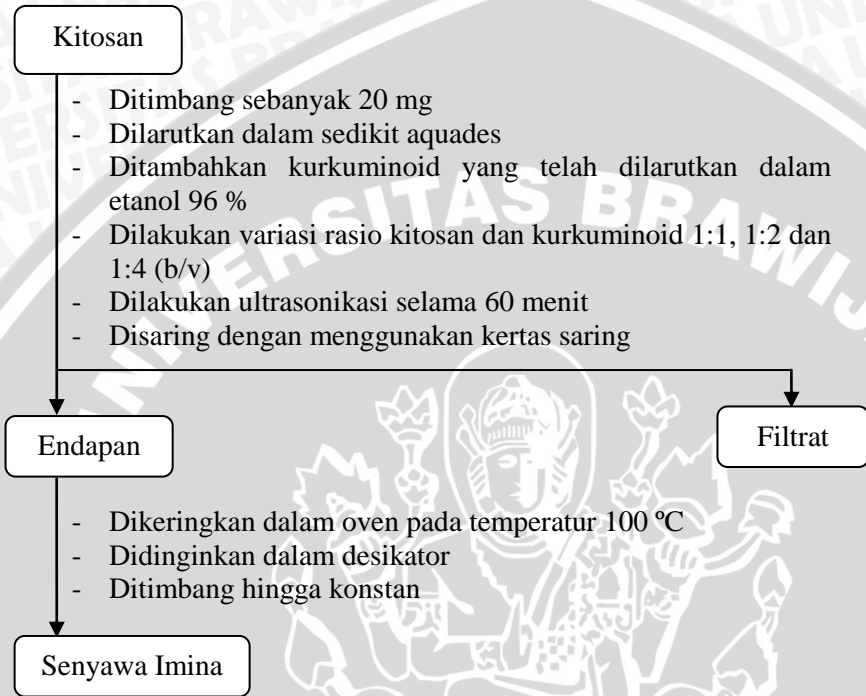 Kitosan
- Ditimbang sebanyak 20 mg
- Dilarutkan dalam sedikit aquades
- Ditambahkan kurkuminoid yang telah dilarutkan dalam
etanol 96 %
- Dilakukan variasi rasio kitosan dan kurkuminoid 1:1, 1:2 dan
1:4 (b/v)
- Dilakukan ultrasonikasi selama 60 menit
- Disaring dengan menggunakan kertas saring
Endapan
Filtrat
- Dikeringkan dalam oven pada temperatur 100 ºC
- Didinginkan dalam desikator
- Ditimbang hingga konstan
Senyawa Imina
UNIVERSITAS BRAWIJ